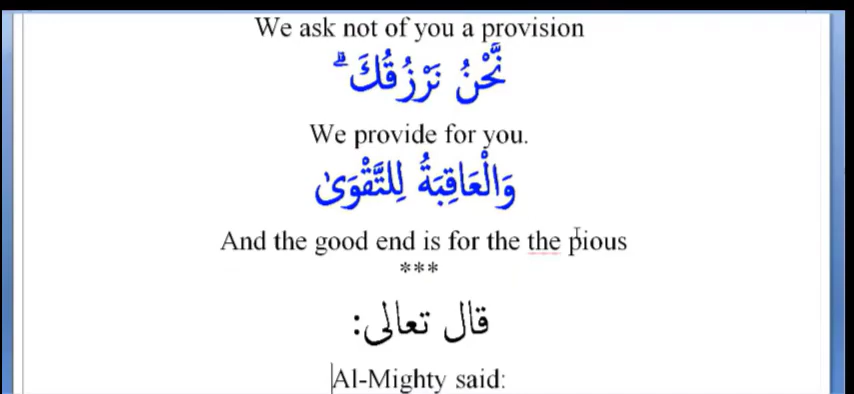 We ask not of you a provision
نَّحْنُ نَرْزُقُكَ ۗ
We provide for you.
وَالْعَاقِبَةُ لِلتَّقْوَىٰ
And the good end is for the the pious
***
قال تعالى:
Al-Mighty said: